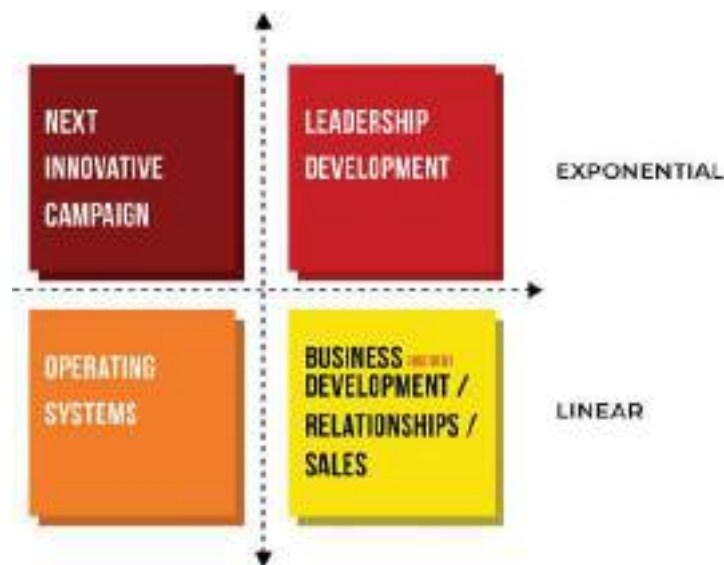 NEXT
INNOVATIVE
CAMPAIGN
LEADERSHIP
DEVELOPMENT
EXPONENTIAL
OPERATING
SYSTEMS
BUSINESS
DEVELOPMENT /
RELATIONSHIPS /
SALES
LINEAR